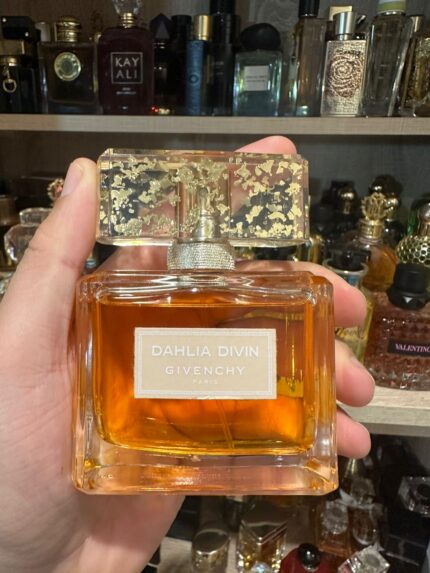 KAY
ALI
DAHLIA DIVIN
GIVENCHY
PARIS
VALENTINO